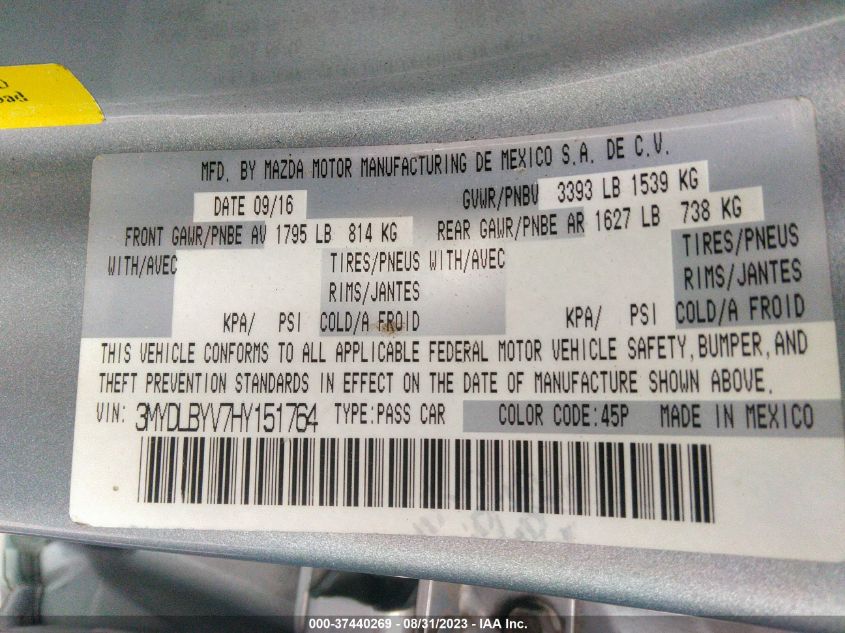 MFD. BY MAZDA MOTOR MANUFACTURING DE MEXICO S.A. DE C.V.
DATE 09/16 GVWR/PNBV 3393 LB 1539 KG
FRONT GAWR/PNBE AV 1795 LB 814 KG REAR GAWR/PNBE AR 1627 LB 738 KG
WITH/AVEC TIRES/PNEUS WITH/AVEC TIRES/PNEUS
RIMS/JANTES RIMS/JANTES
KPA/ PSI COLD/A FROID KPA/ PSI COLD/A FROID
THIS VEHICLE CONFORMS TO ALL APPLICABLE FEDERAL MOTOR VEHICLE SAFETY, BUMPER, AND
THEFT PREVENTION STANDARDS IN EFFECT ON THE DATE OF MANUFACTURE SHOWN ABOVE.
VIN: 3MYDLBYV7HY151764 TYPE:PASS CAR COLOR CODE:45P MADE IN MEXICO
000-37440269 - 08/31/2023 - IAA Inc.